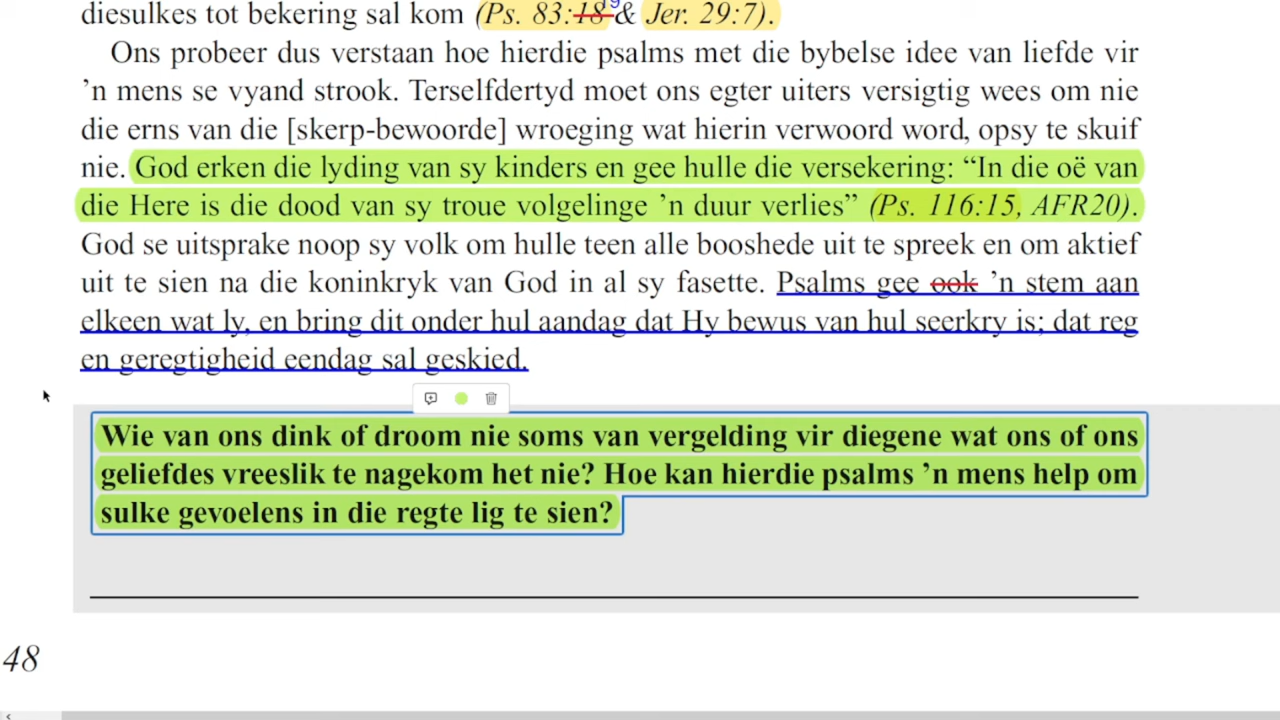 diesulkes tot bekering sal kom (Ps. 83:18 9 & Jer. 29:7).
Ons probeer dus verstaan hoe hierdie psalms met die bybelse idee van liefde vir
’n mens se vyand strook. Terselfdertyd moet ons egter uiters versigtig wees om nie
die erns van die [skerp-bewoorde] wroeging wat hierin verwoord word, opsy te skuif
nie. God erken die lyding van sy kinders en gee hulle die versekering: “In die oë van
die Here is die dood van sy troue volgelinge ’n duur verlies” (Ps. 116:15, AFR20).
God se uitsprake noop sy volk om hulle teen alle booshede uit te spreek en om aktief
uit te sien na die koninkryk van God in al sy fasette. Psalms gee ook ’n stem aan
elkeen wat ly, en bring dit onder hul aandag dat Hy bewus van hul seerkry is; dat reg
en geregtigheid eendag sal geskied.
Wie van ons dink of droom nie soms van vergelding vir diegene wat ons of ons
geliefdes vreeslik te nagekom het nie? Hoe kan hierdie psalms ’n mens help om
sulke gevoelens in die regte lig te sien?
48